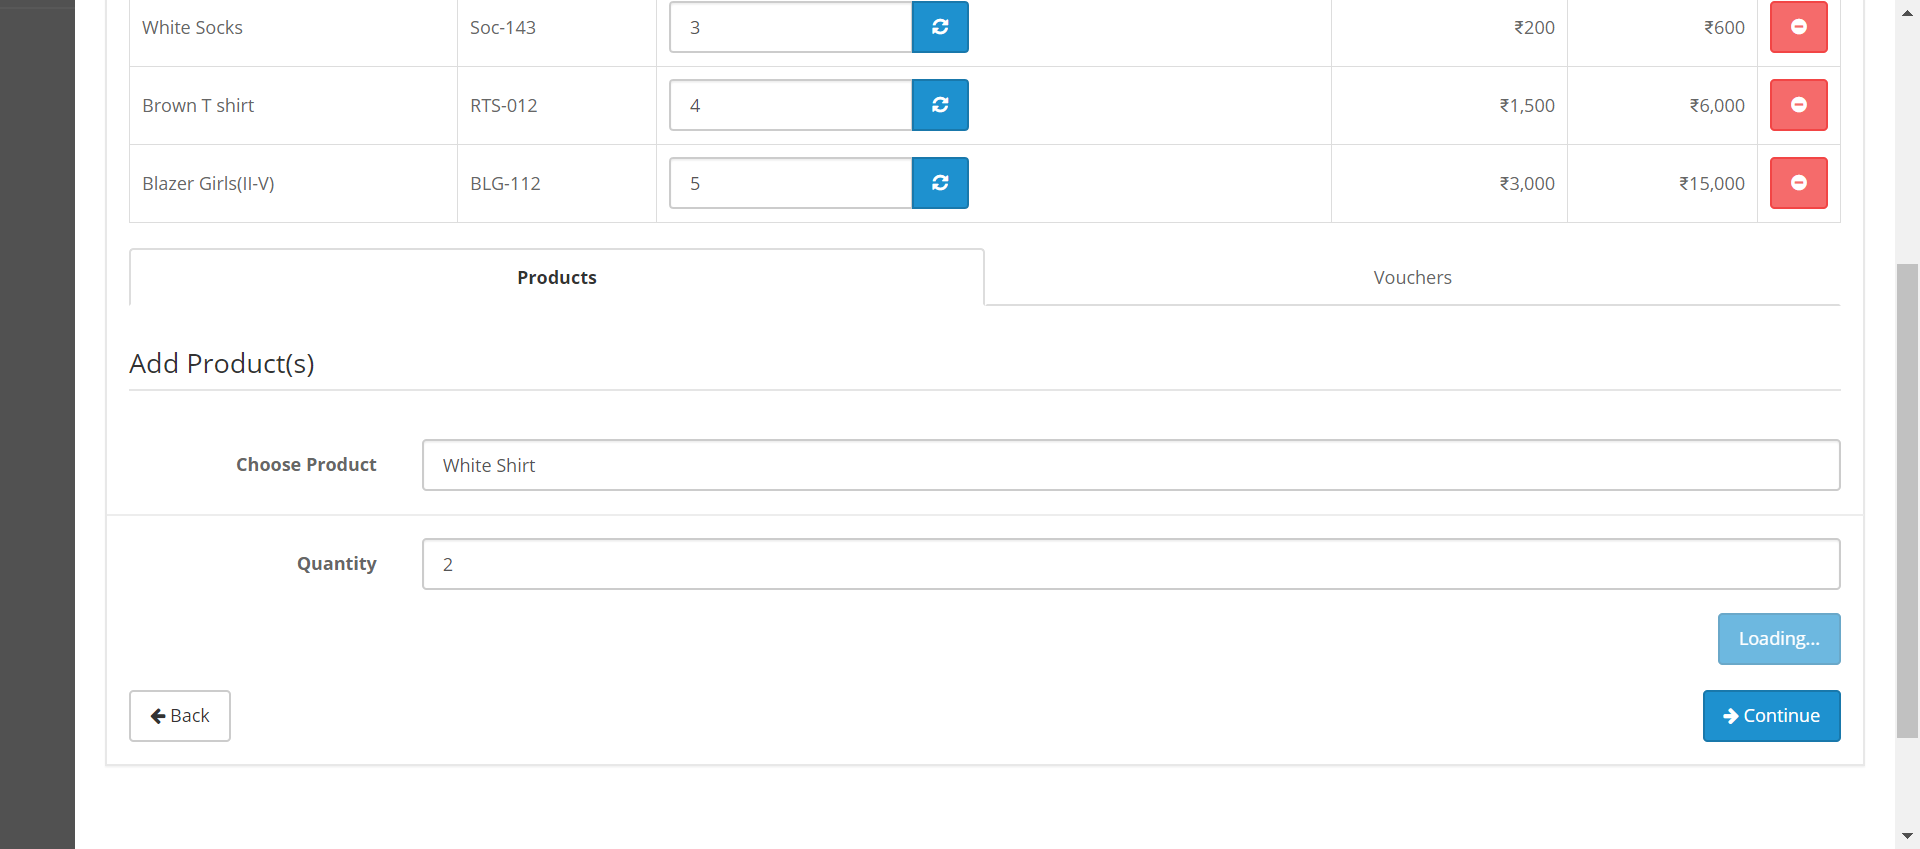 White Socks Soc-143 3 ₹200 ₹600
Brown T shirt RTS-012 4 ₹1,500 ₹6,000
Blazer Girls(II-V) BLG-112 5 ₹3,000 ₹15,000
Products Vouchers
Add Product(s)
Choose Product White Shirt
Quantity 2
Loading...
Back Continue